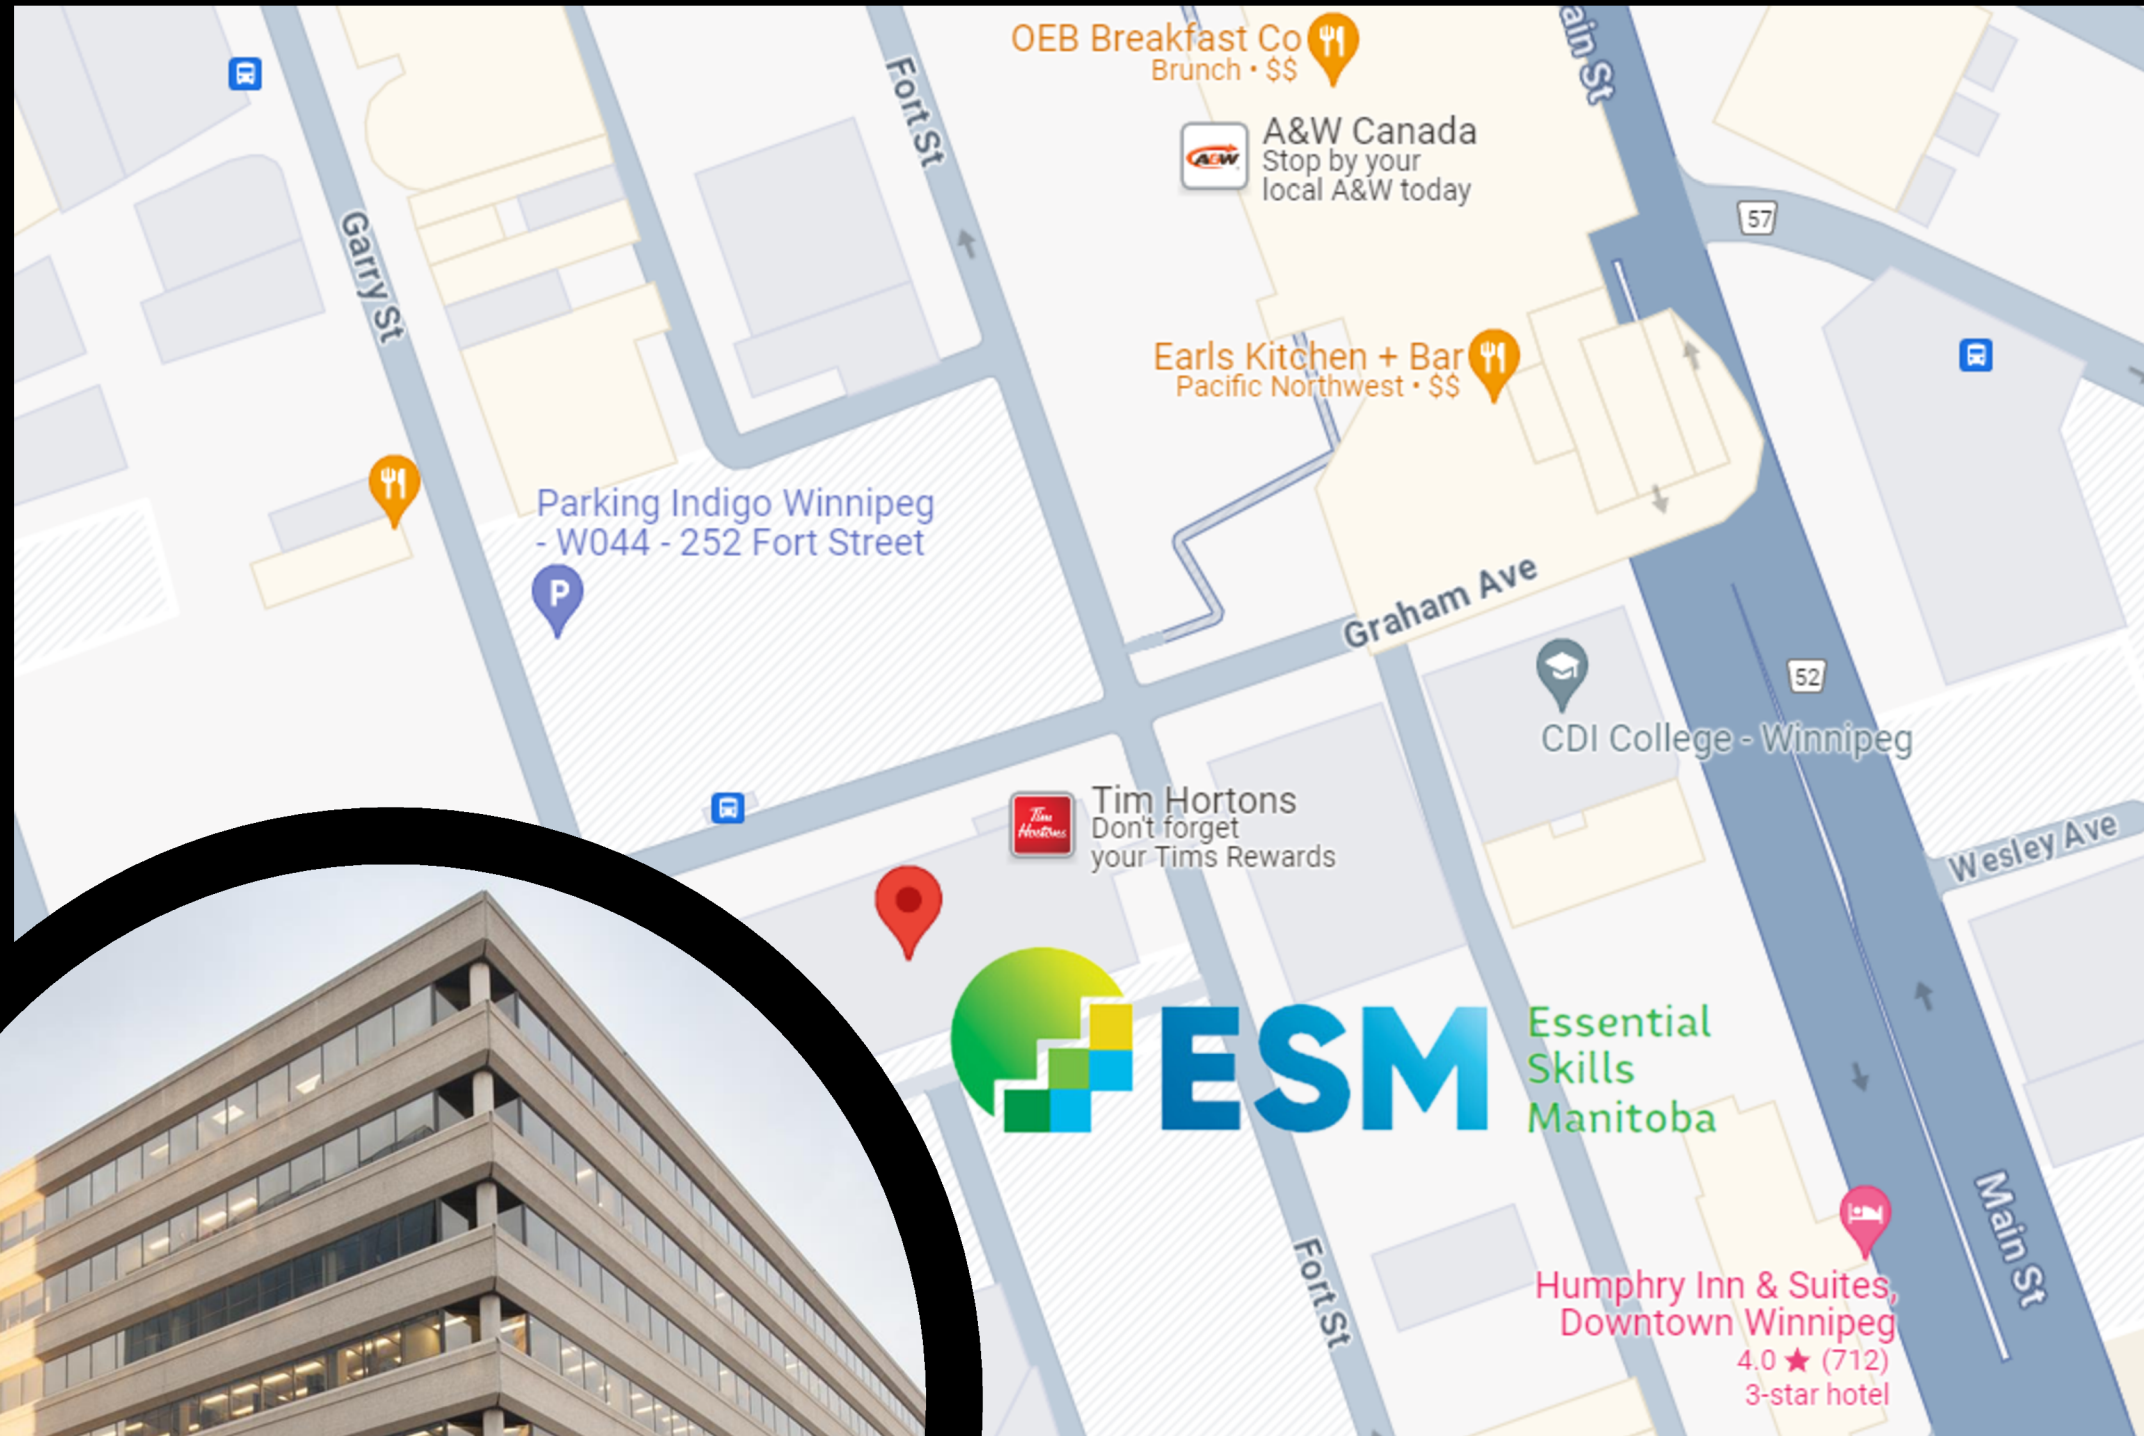 OEB Breakfast Co
Brunch • $$
ain St
Fort St
A&W
A&W Canada
Stop by your
local A&W today
57
Garry St
Earls Kitchen + Bar
Pacific Northwest • $$
Parking Indigo Winnipeg
- W044 - 252 Fort Street
P
Graham Ave
52
CDI College - Winnipeg
Tim
Hortons
Tim Hortons
Don't forget
your Tims Rewards
Wesley Ave
ESM
Essential
Skills
Manitoba
Main St
Fort St
Humphry Inn & Suites,
Downtown Winnipeg
4.0 ★ (712)
3-star hotel